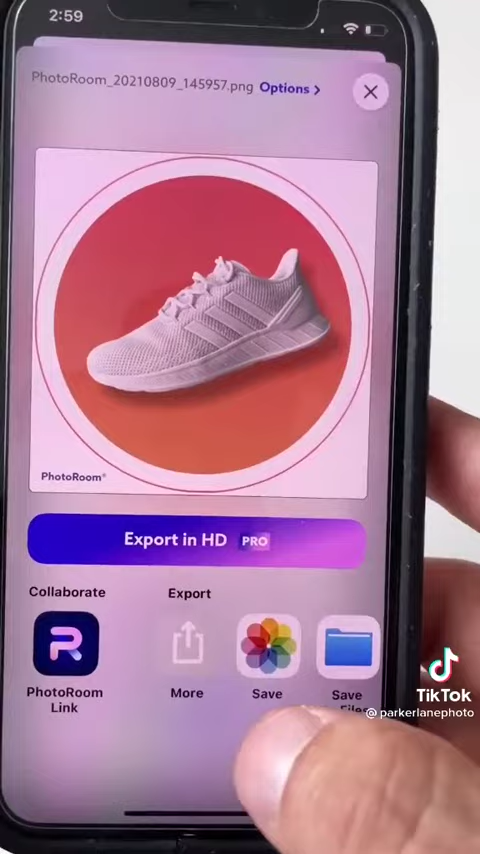 2:59
PhotoRoom_20210809_145957.png Options >
PhotoRoom®
Export in HD PRO
Collaborate
Export
PhotoRoom
Link
More
Save
Save
Files
TikTok
@parkerlanephoto